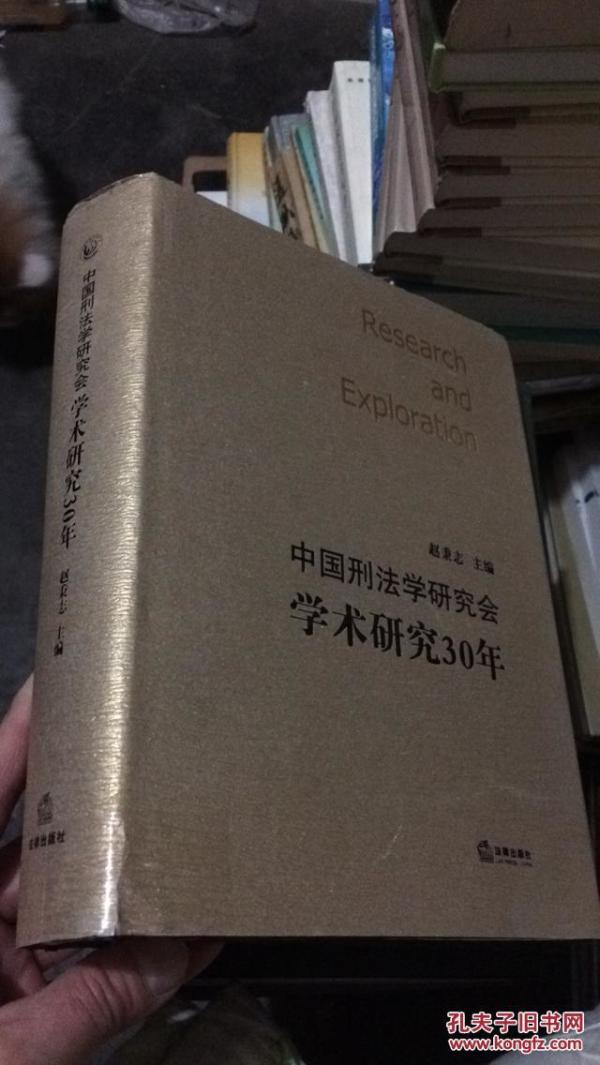 中国刑法学研究会 学术研究30年 赵秉志 主编
法律出版社
Research
and
Exploration
赵秉志 主编
中国刑法学研究会
学术研究30年
法律出版社
LAW PRESS·CHINA
孔夫子旧书网
www.kongfz.com